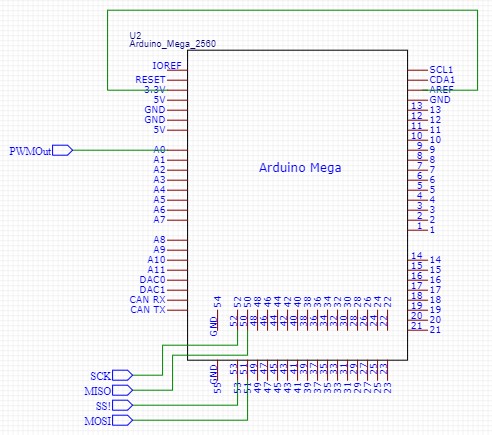 U2
Arduino_Mega_2560
IOREF
RESET
3.3V
5V
GND
GND
5V
PWMOut
A0
A1
A2
A3
A4
A5
A6
A7
A8
A9
A10
A11
DAC0
DAC1
CAN RX
CAN TX
Arduino Mega
SCL1
CDA1
AREF
GND
13 13
12 12
11 11
10 10
9 9
8 8
7 7
6 6
5 5
4 4
3 3
2 2
1 1
14 14
15 15
16 16
17 17
18 18
19 19
20 20
21 21
54 52 50 48 46 44 42 40 38 36 34 32 30 28 26 24 22
GND 52 50 48 46 44 42 40 38 36 34 32 30 28 26 24 22
GND 53 51 49 47 45 43 41 39 37 35 33 31 29 27 25 23
55 53 51 49 47 45 43 41 39 37 35 33 31 29 27 25 23
SCK
MISO
SS!
MOSI